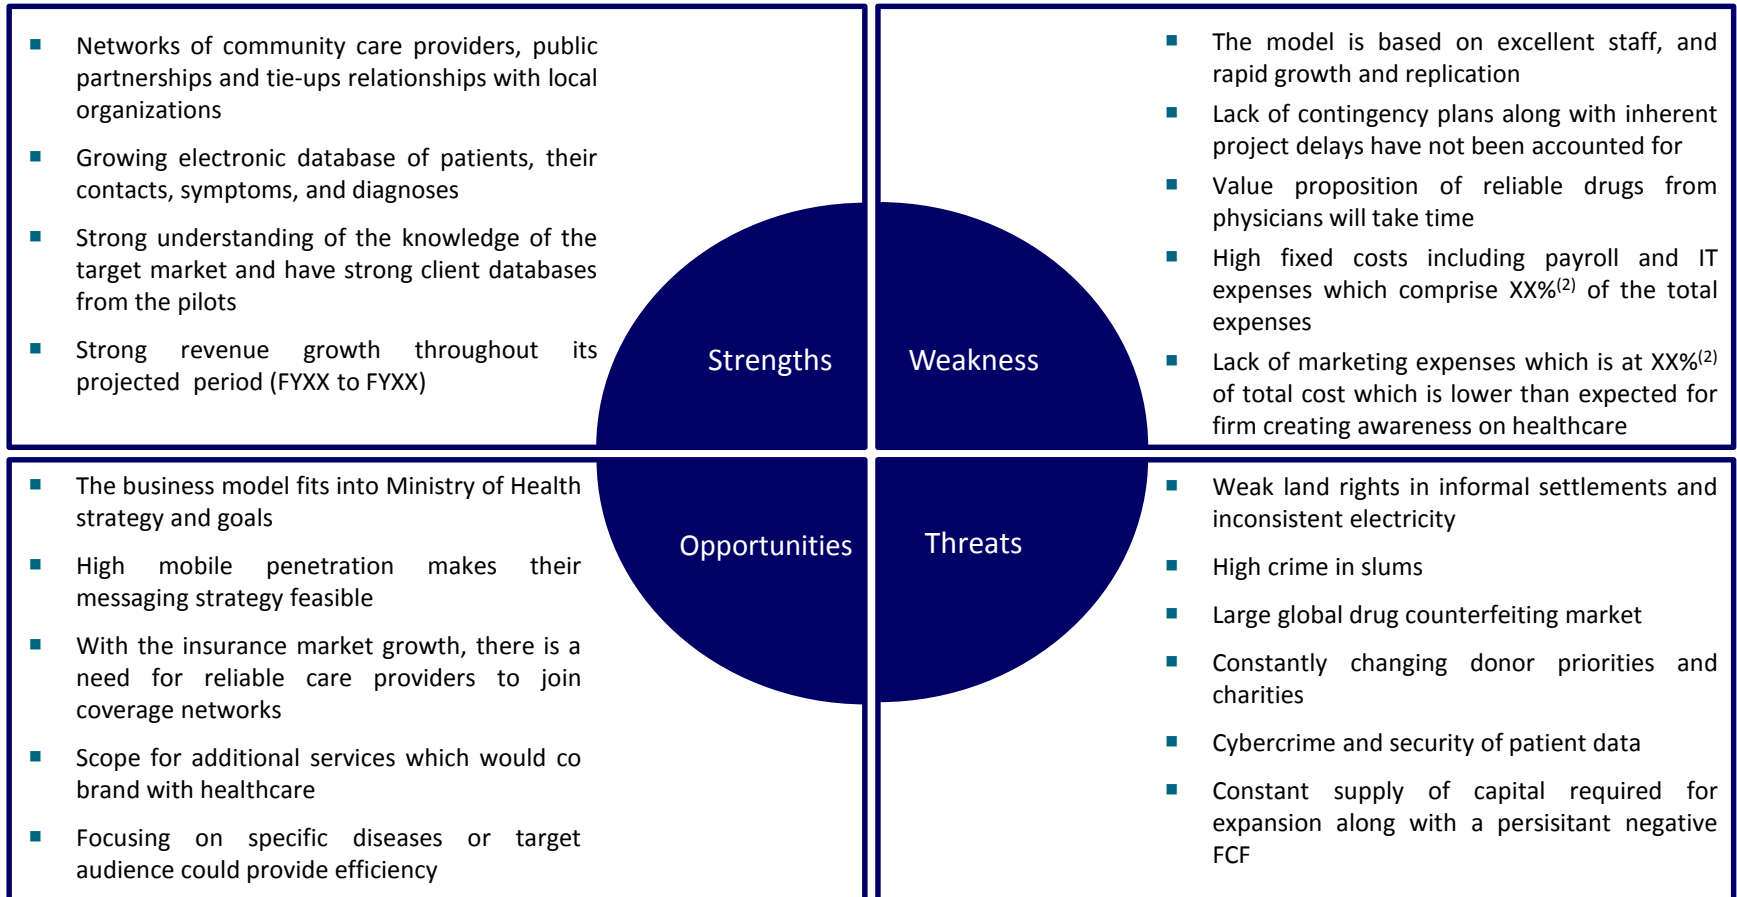 Networks of community care providers, public
partnerships and tie-ups relationships with local
organizations
Growing electronic database of patients, their
contacts, symptoms, and diagnoses
Strong understanding of the knowledge of the
target market and have strong client databases
from the pilots
Strong revenue growth throughout its
projected period (FYXX to FYXX)
Strengths
The model is based on excellent staff, and
rapid growth and replication
Lack of contingency plans along with inherent
project delays have not been accounted for
Value proposition of reliable drugs from
physicians will take time
High fixed costs including payroll and IT
expenses which comprise XX%(2) of the total
expenses
Lack of marketing expenses which is at XX%(2)
of total cost which is lower than expected for
firm creating awareness on healthcare
Weakness
The business model fits into Ministry of Health
strategy and goals
High mobile penetration makes their
messaging strategy feasible
With the insurance market growth, there is a
need for reliable care providers to join
coverage networks
Scope for additional services which would co
brand with healthcare
Focusing on specific diseases or target
audience could provide efficiency
Opportunities
Weak land rights in informal settlements and
inconsistent electricity
High crime in slums
Large global drug counterfeiting market
Constantly changing donor priorities and
charities
Cybercrime and security of patient data
Constant supply of capital required for
expansion along with a persisitant negative
FCF
Threats